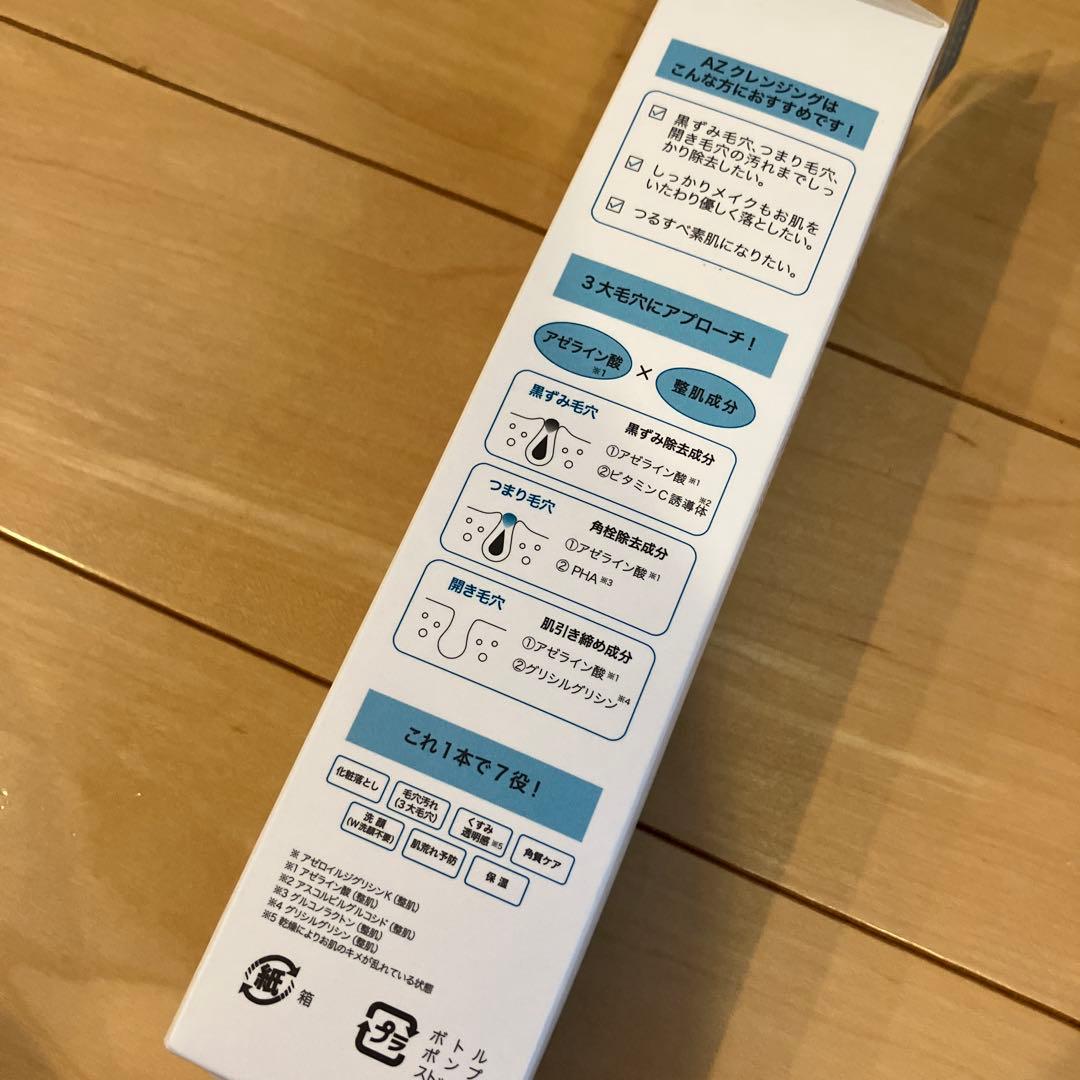 AZクレンジングは
こんな方におすすめです!
黒ずみ毛穴、つまり毛穴、
開き毛穴の汚れまでしっ
かり除去したい。
しっかりメイクもお肌を
いたわり優しく落としたい。
つるすべ素肌になりたい。
3大毛穴にアプローチ!
アゼライン酸
※1
×
整肌成分
黒ずみ毛穴
黒ずみ除去成分
①アゼライン酸※1
②ビタミンC誘導体※2
つまり毛穴
角栓除去成分
①アゼライン酸※1
②PHA※3
開き毛穴
肌引き締め成分
①アゼライン酸※1
②グリシルグリシン※4
これ1本で7役!
化粧落とし
毛穴汚れ
(3大毛穴)
くすみ
透明感※5
角質ケア
洗顔
(W洗顔不要)
肌荒れ予防
保湿
※ アゼロイルジグリシンK(整肌)
※1 アゼライン酸(整肌)
※2 アスコルビルグルコシド(整肌)
※3 グルコノラクトン(整肌)
※4 グリシルグリシン(整肌)
※5 乾燥によりお肌のキメが乱れている状態
紙
箱
プラ
ボトル
ポンプ
スト